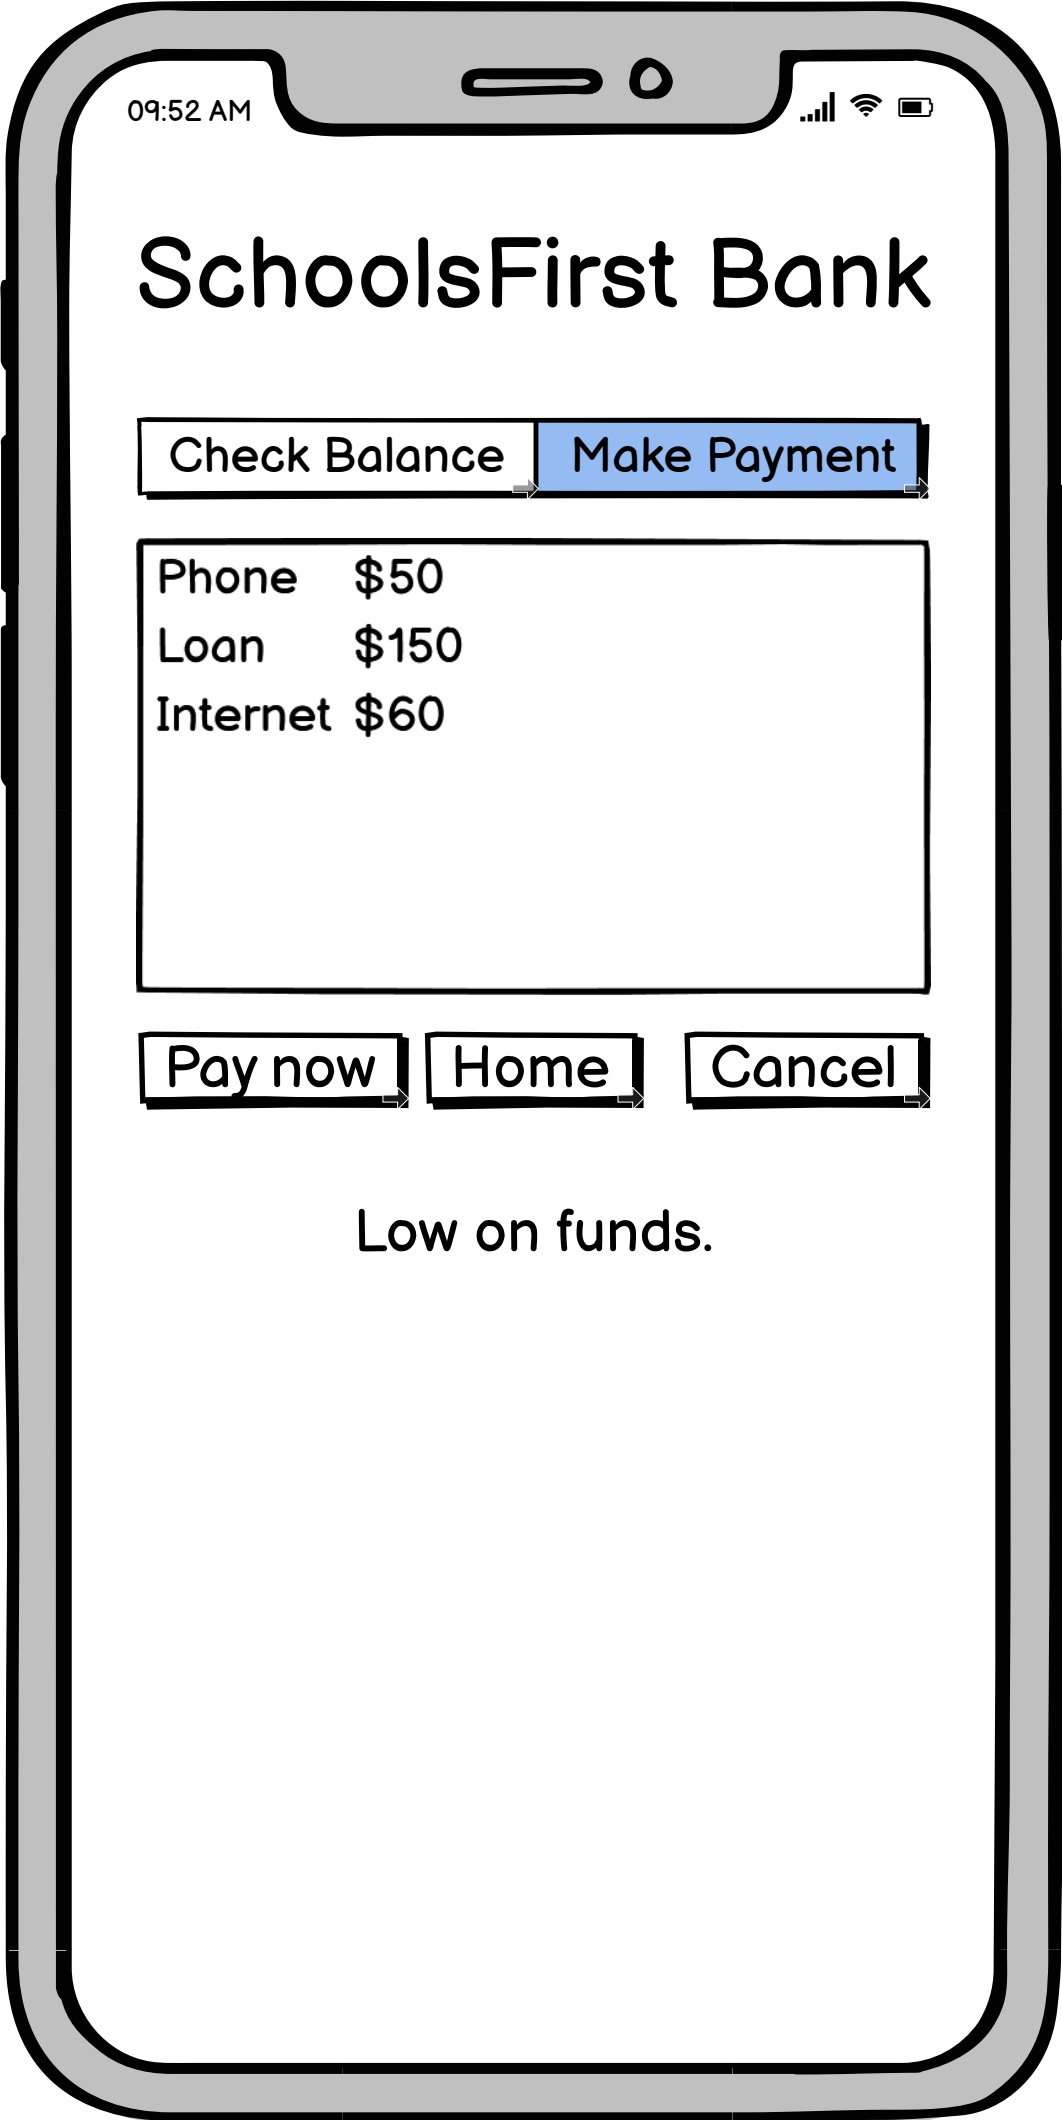 09:52 AM
SchoolsFirst Bank
Check Balance Make Payment
Phone $50
Loan $150
Internet $60
Pay now Home Cancel
Low on funds.